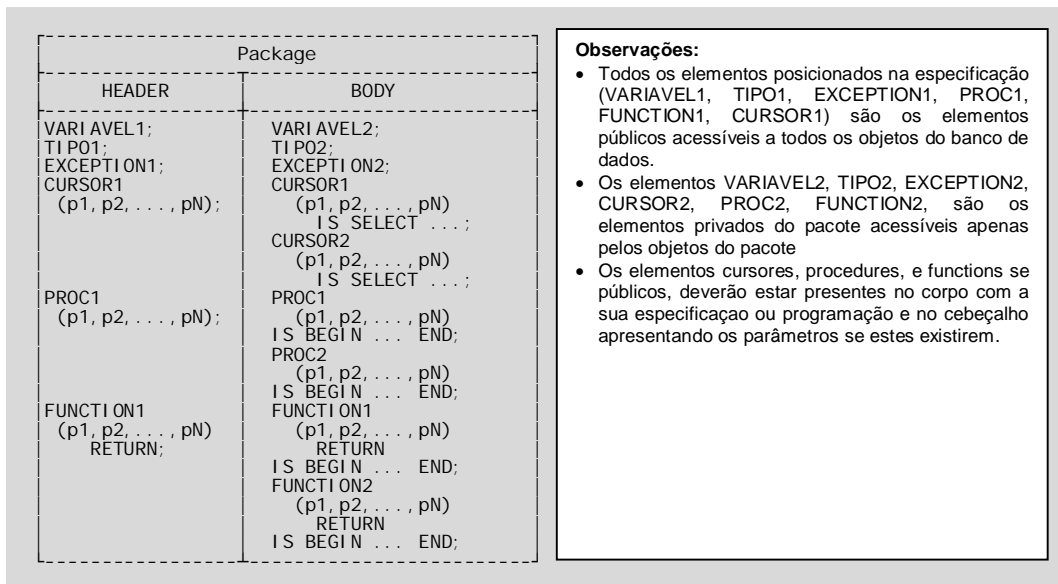 Package
HEADER BODY
VARIAVEL1; VARIAVEL2;
TIPO1; TIPO2;
EXCEPTION1; EXCEPTION2;
CURSOR1 CURSOR1
(p1,p2,...,pN); (p1,p2,...,pN)
IS SELECT ...;
CURSOR2
(p1,p2,...,pN)
IS SELECT ...;
PROC1 PROC1
(p1,p2,...,pN); (p1,p2,...,pN)
IS BEGIN ... END;
PROC2
(p1,p2,...,pN)
IS BEGIN ... END;
FUNCTION1 FUNCTION1
(p1,p2,...,pN) (p1,p2,...,pN)
RETURN; RETURN
IS BEGIN ... END;
FUNCTION2
(p1,p2,...,pN)
RETURN
IS BEGIN ... END;
Observações:
• Todos os elementos posicionados na especificação
(VARIAVEL1, TIPO1, EXCEPTION1, PROC1,
FUNCTION1, CURSOR1) são os elementos
públicos acessíveis a todos os objetos do banco de
dados.
• Os elementos VARIAVEL2, TIPO2, EXCEPTION2,
CURSOR2, PROC2, FUNCTION2, são os
elementos privados do pacote acessíveis apenas
pelos objetos do pacote
• Os elementos cursores, procedures, e functions se
públicos, deverão estar presentes no corpo com a
sua especificaçao ou programação e no cebeçalho
apresentando os parâmetros se estes existirem.